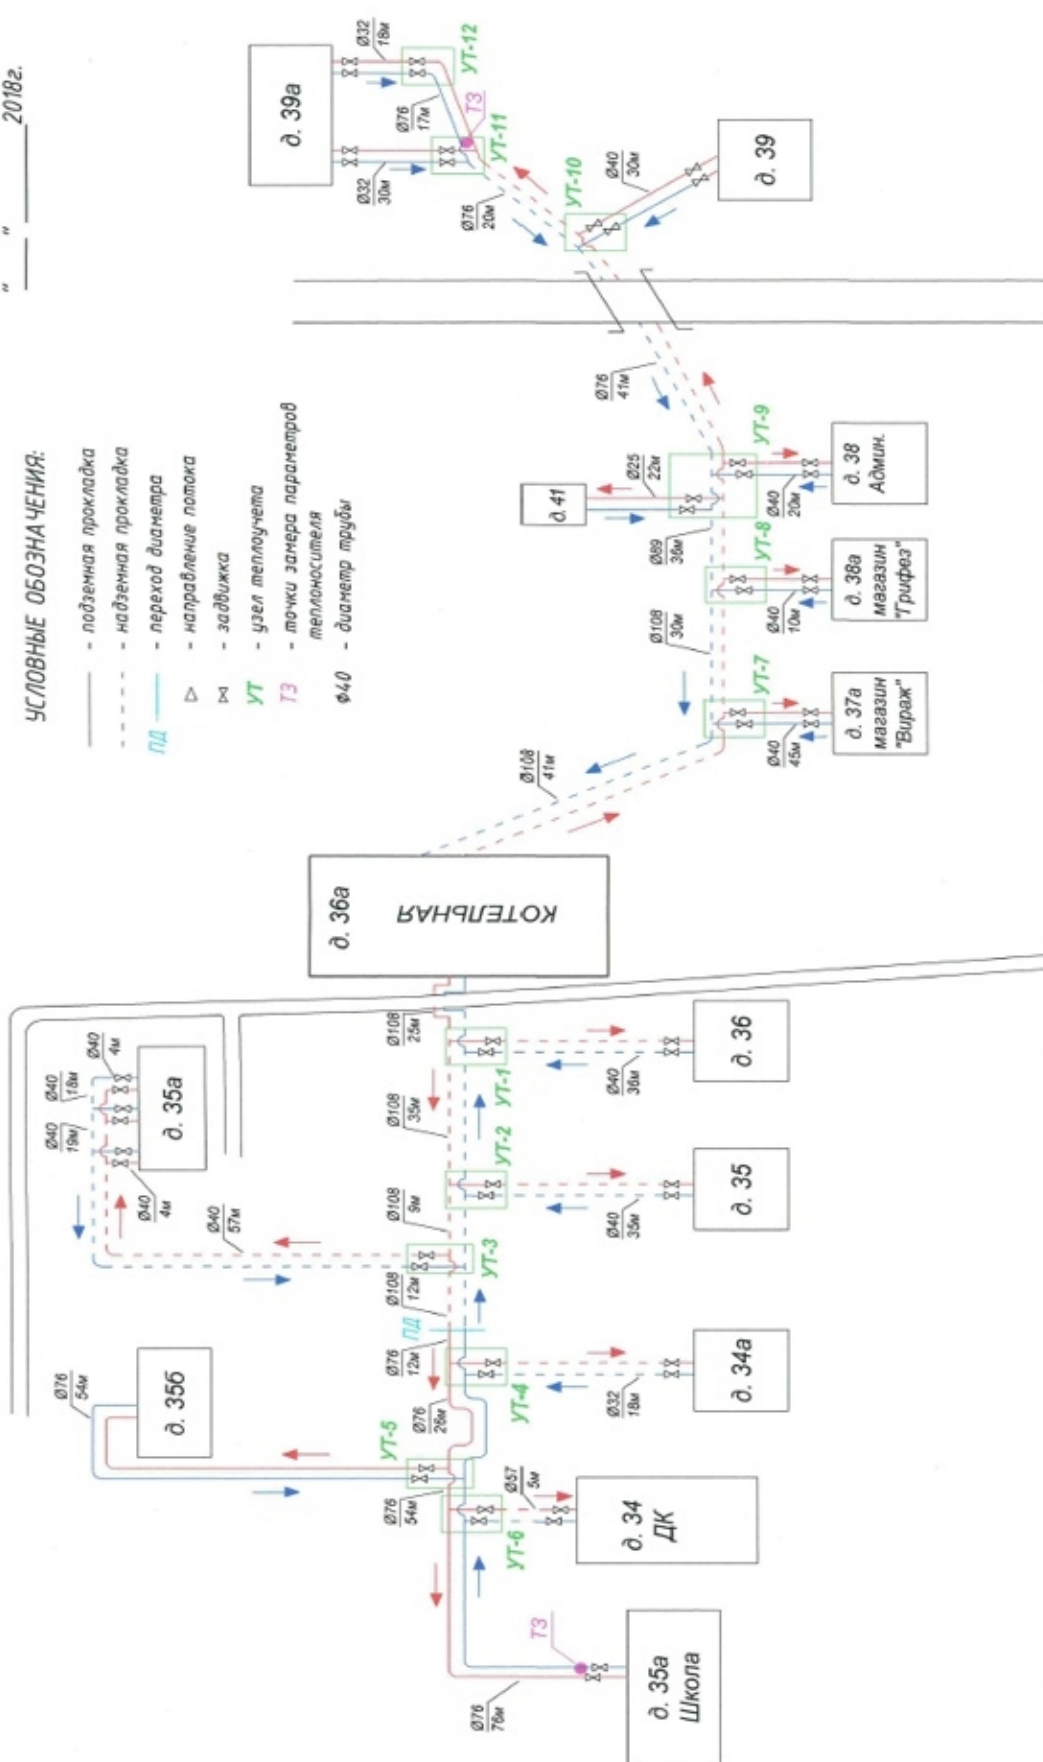 " " 2018г.
УСЛОВНЫЕ ОБОЗНАЧЕНИЯ:
- подземная прокладка
- надземная прокладка
ПД - переход диаметра
- направление потока
- задвижка
УТ - узел теплоучета
ТЗ - точки замера параметров
теплоносителя
Ф40 - диаметр трубы
д. 35а
Школа
Ø76
76м
ТЗ
д. 34
ДК
УТ-6
Ø57
5м
Ø76
54м
УТ-5
д. 35б
Ø76
54м
Ø76
26м
УТ-4
Ø76
12м
ПД
д. 34а
Ø32
18м
Ø108
12м
УТ-3
Ø40
57м
д. 35а
Ø40
4м
Ø40
19м
Ø40
18м
Ø40
4м
Ø108
9м
УТ-2
д. 35
Ø40
35м
Ø108
35м
УТ-1
д. 36
Ø40
36м
Ø108
25м
д. 36а
КОТЕЛЬНАЯ
Ø108
41м
УТ-7
д. 37а
магазин
"Вираж"
Ø40
45м
Ø108
30м
УТ-8
д. 38а
магазин
"Грифез"
Ø40
10м
Ø89
36м
УТ-9
д. 38
Админ.
Ø40
20м
д. 41
Ø25
22м
Ø76
41м
УТ-10
д. 39
Ø40
30м
Ø76
20м
УТ-11
ТЗ
Ø32
30м
Ø76
17м
УТ-12
Ø32
18м
д. 39а